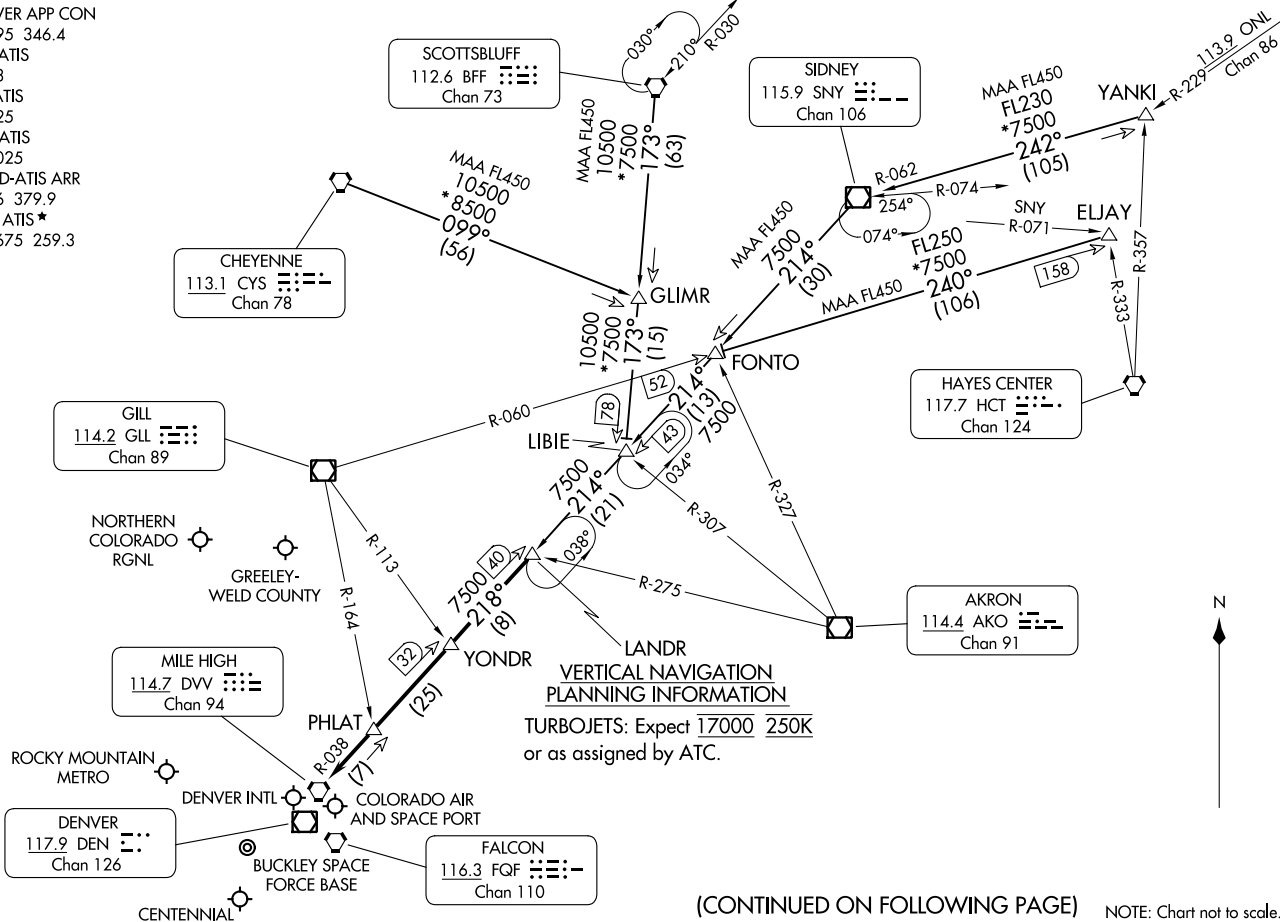 VER APP CON
95 346.4
ATIS
3
ATIS
25
ATIS
025
D-ATIS ARR
379.9
ATIS ★
675 259.3
SCOTTSBLUFF
112.6 BFF
Chan 73
030°
210°
R-030
SIDNEY
115.9 SNY
Chan 106
113.9 ONL
Chan 86
R-229
YANKI
MAA FL450
FL230
*7500
242°
(105)
MAA FL450
10500
*7500
173°
(63)
MAA FL450
10500
*8500
099°
(56)
CHEYENNE
113.1 CYS
Chan 78
R-062
R-074
254°
074°
SNY
R-071
ELJAY
R-357
R-333
MAA FL450
7500
214°
(30)
FL250
*7500
240°
(106)
MAA FL450
158
GLIMR
10500
*7500
173°
(15)
FONTO
52
214°
(13)
7500
78
43
034°
R-060
LIBIE
HAYES CENTER
117.7 HCT
Chan 124
GILL
114.2 GLL
Chan 89
7500
214°
(21)
R-307
R-327
NORTHERN
COLORADO
RGNL
GREELEY-
WELD COUNTY
R-113
R-164
40
038°
R-275
7500
218°
(8)
32
YONDR
AKRON
114.4 AKO
Chan 91
N
LANDR
VERTICAL NAVIGATION
PLANNING INFORMATION
TURBOJETS: Expect 17000 250K
or as assigned by ATC.
MILE HIGH
114.7 DVV
Chan 94
PHLAT
(25)
R-038
(7)
ROCKY MOUNTAIN
METRO
DENVER INTL
COLORADO AIR
AND SPACE PORT
DENVER
117.9 DEN
Chan 126
BUCKLEY SPACE
FORCE BASE
FALCON
116.3 FQF
Chan 110
CENTENNIAL
(CONTINUED ON FOLLOWING PAGE)
NOTE: Chart not to scale.